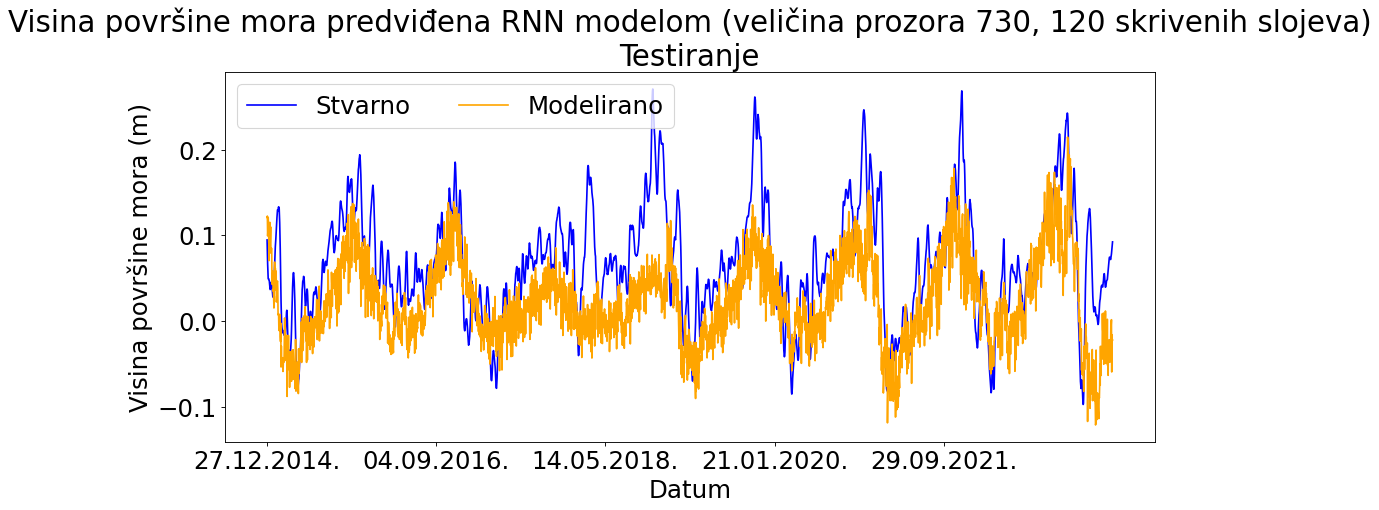 Visina površine mora predviđena RNN modelom (veličina prozora 730, 120 skrivenih slojeva)
Testiranje
Stvarno Modelirano
Visina površine mora (m)
0.2
0.1
0.0
−0.1
27.12.2014. 04.09.2016. 14.05.2018. 21.01.2020. 29.09.2021.
Datum